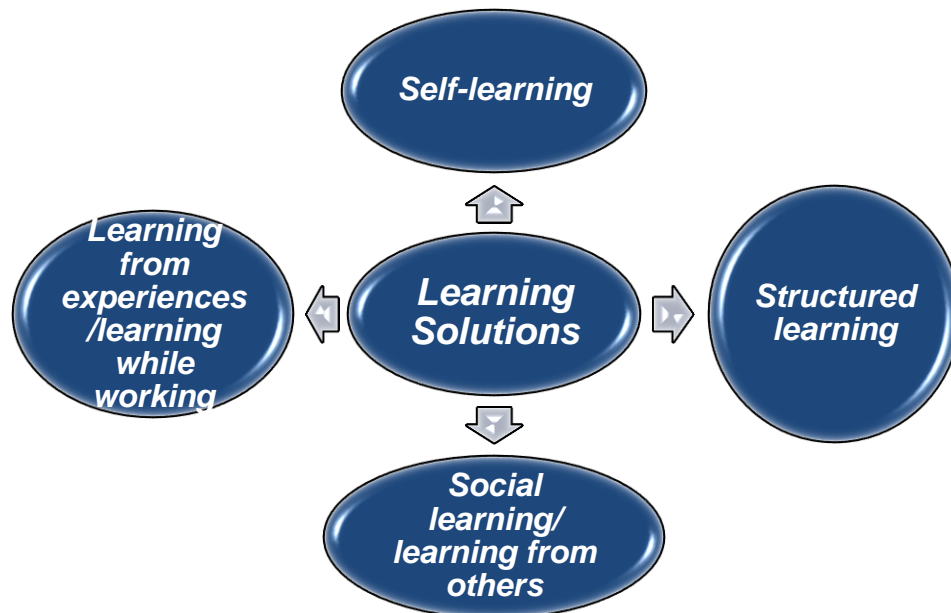 Self-learning
Learning
from
experiences
/learning
while
working
Learning
Solutions
Structured
learning
Social
learning/
learning from
others